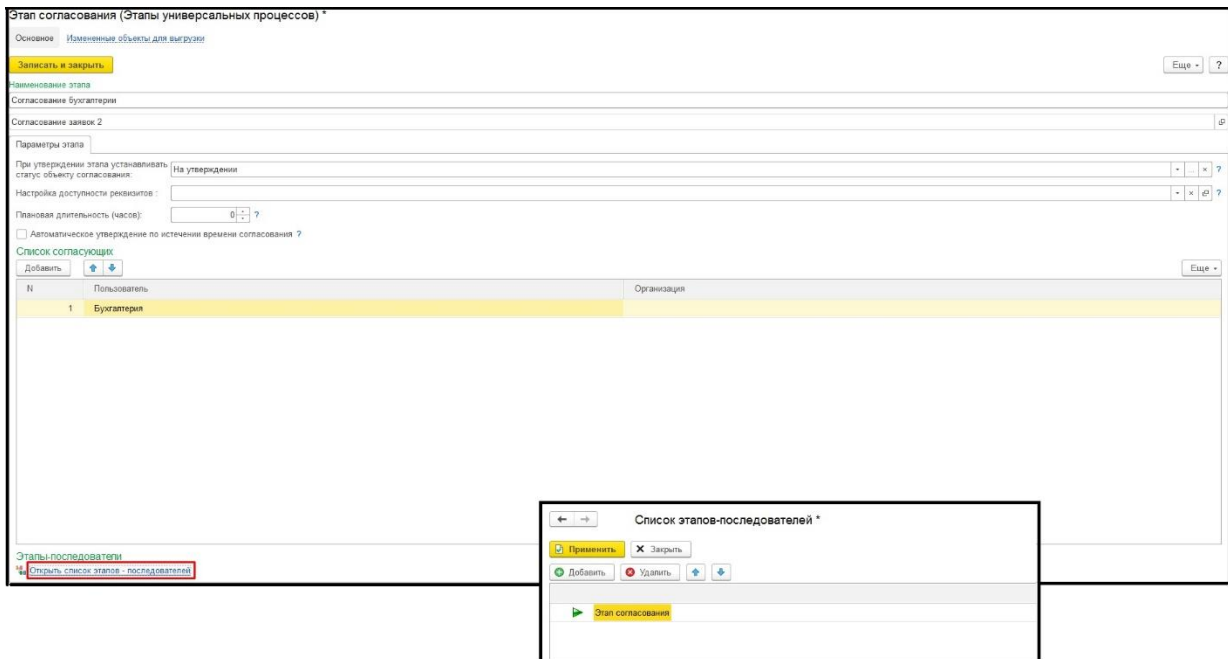 Этап согласования (Этапы универсальных процессов) *
Основное Измененные объекты для выгрузки
Записать и закрыть Еще ?
Наименование этапа
Согласование бухгалтерии
Согласование заявок 2
Параметры этапа
При утверждении этапа устанавливать
статус объекту согласования: На утверждении ... × ?
Настройка доступности реквизитов : × ?
Плановая длительность (часов): 0 ?
Автоматическое утверждение по истечении времени согласования ?
Список согласующих
Добавить Еще
N Пользователь Организация
1 Бухгалтерия
Этапы-последователи
Открыть список этапов - последователей
Список этапов-последователей *
Применить Закрыть
Добавить Удалить
Этап согласования